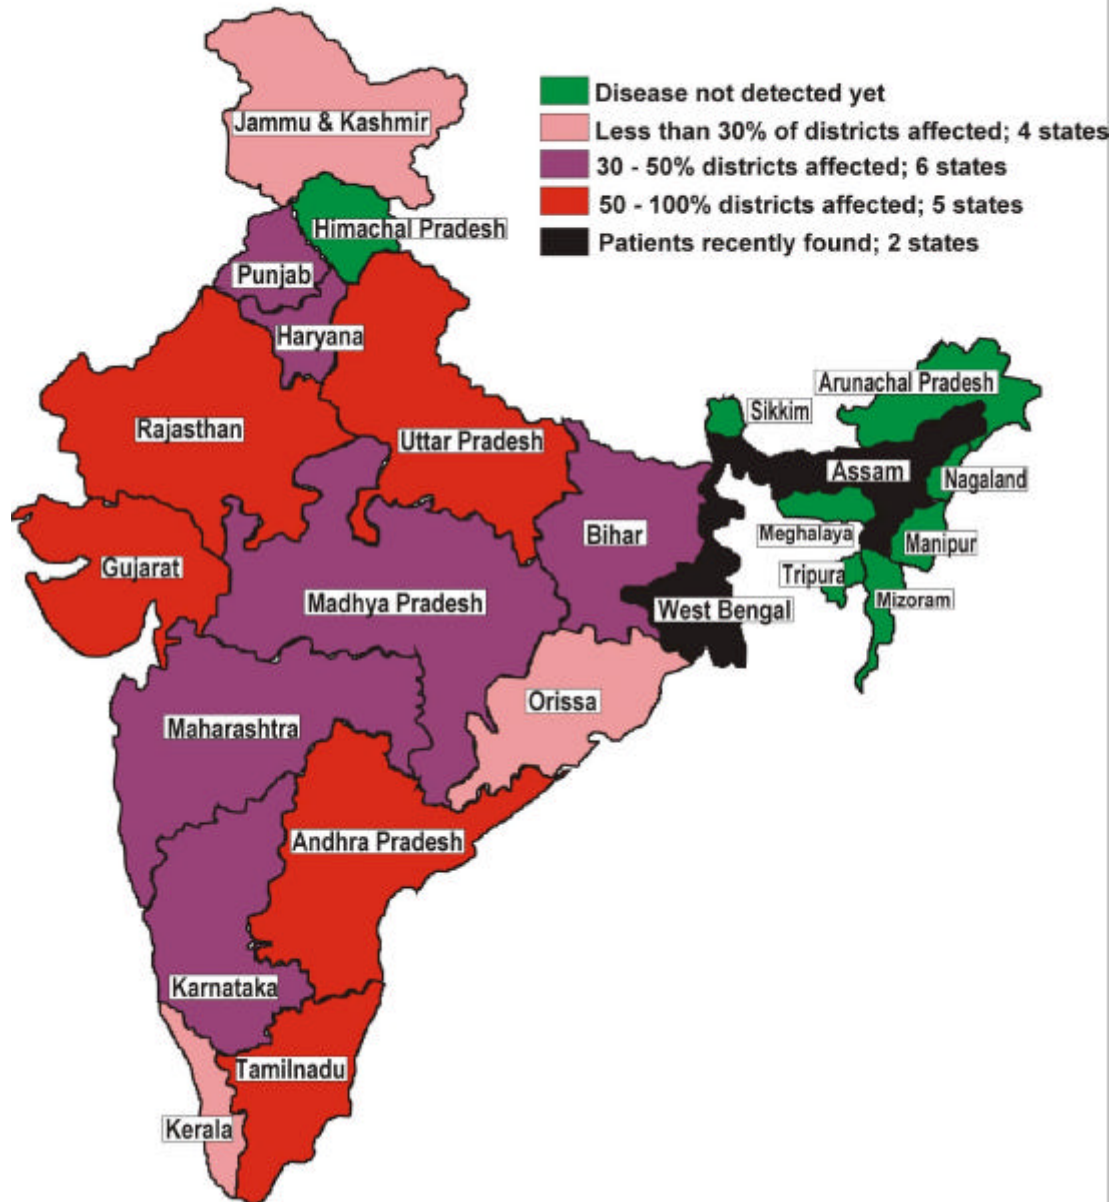 Disease not detected yet
Less than 30% of districts affected; 4 states
30 - 50% districts affected; 6 states
50 - 100% districts affected; 5 states
Patients recently found; 2 states
Jammu & Kashmir
Himachal Pradesh
Punjab
Haryana
Rajasthan
Uttar Pradesh
Sikkim
Arunachal Pradesh
Assam
Nagaland
Meghalaya
Manipur
Tripura
Mizoram
Bihar
Gujarat
Madhya Pradesh
West Bengal
Orissa
Maharashtra
Andhra Pradesh
Karnataka
Tamilnadu
Kerala